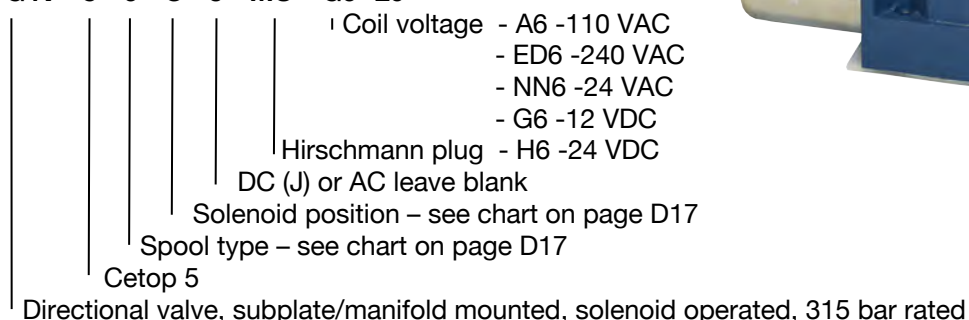 Coil voltage - A6 -110 VAC
- ED6 -240 VAC
- NN6 -24 VAC
- G6 -12 VDC
Hirschmann plug - H6 -24 VDC
DC (J) or AC leave blank
Solenoid position – see chart on page D17
Spool type – see chart on page D17
Cetop 5
Directional valve, subplate/manifold mounted, solenoid operated, 315 bar rated